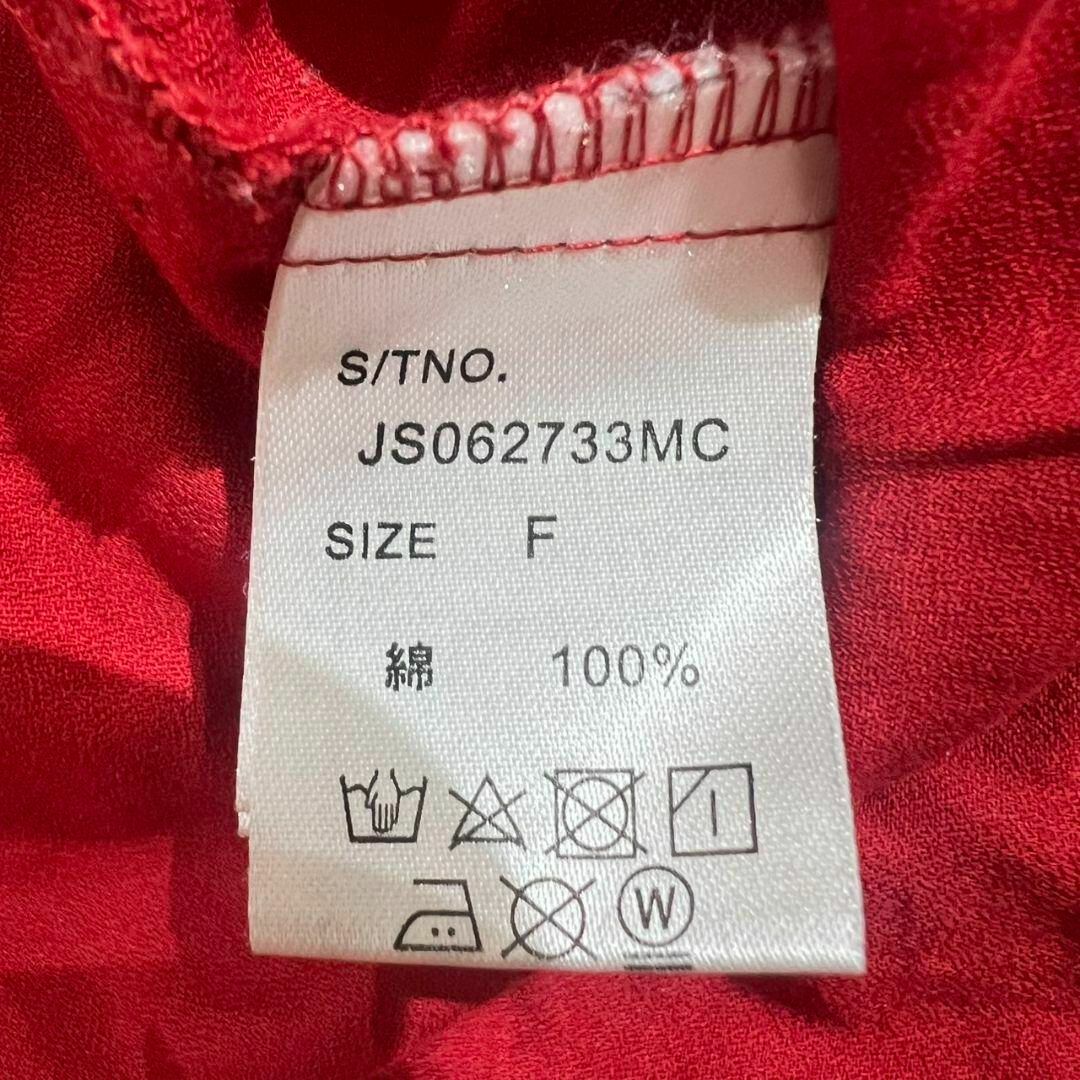 S/TNO.
JS062733MC
SIZE F
綿 100%
W